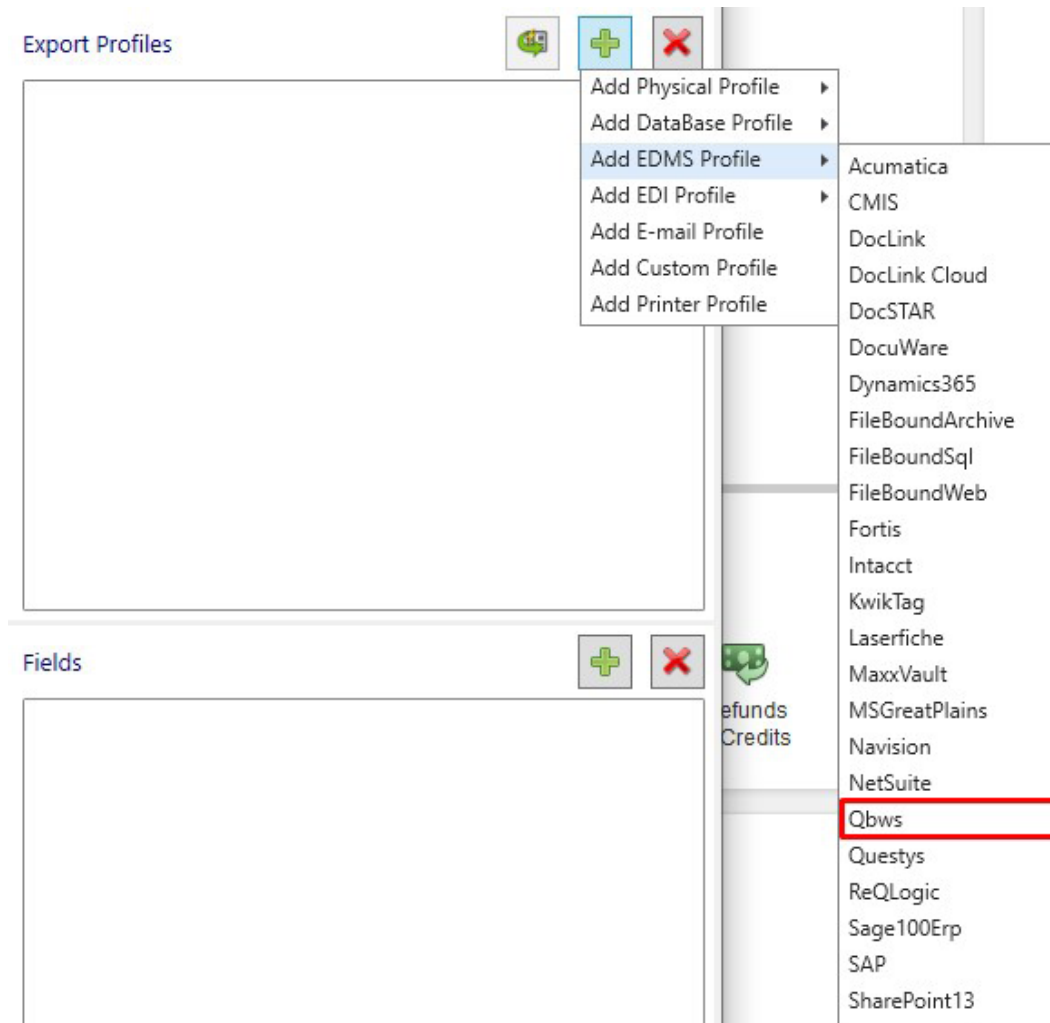 Export Profiles
Add Physical Profile
Add DataBase Profile
Add EDMS Profile
Add EDI Profile
Add E-mail Profile
Add Custom Profile
Add Printer Profile
Acumatica
CMIS
DocLink
DocLink Cloud
DocSTAR
DocuWare
Dynamics365
FileBoundArchive
FileBoundSql
FileBoundWeb
Fortis
Intacct
KwikTag
Laserfiche
MaxxVault
MSGreatPlains
Navision
NetSuite
Qbws
Questys
ReQLogic
Sage100Erp
SAP
SharePoint13
Fields
efunds
Credits